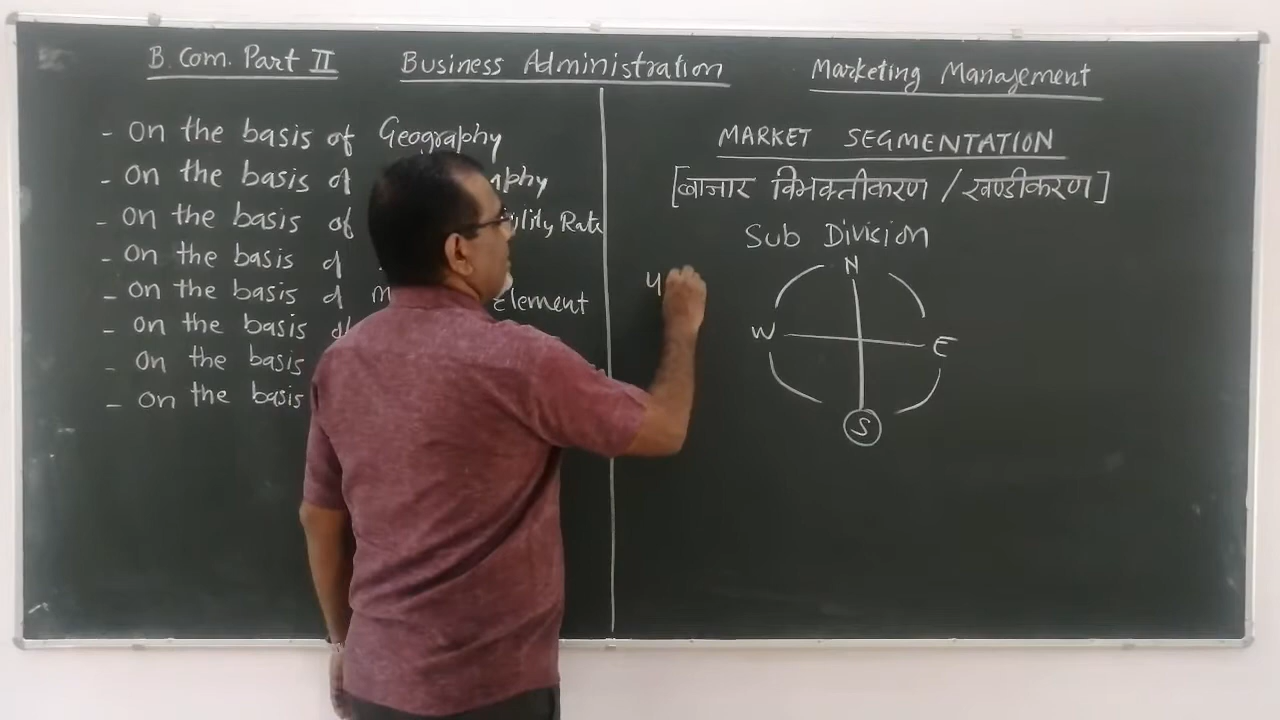 B. Com. Part II
Business Administration
Marketing Management
- On the basis of Geography
- On the basis of
- On the basis of Rate
- On the basis of
- On the basis of Element
- On the basis of
- On the basis
- On the basis
MARKET SEGMENTATION
[बाजार विभक्तीकरण / खण्डीकरण]
Sub Division
N
W E
S